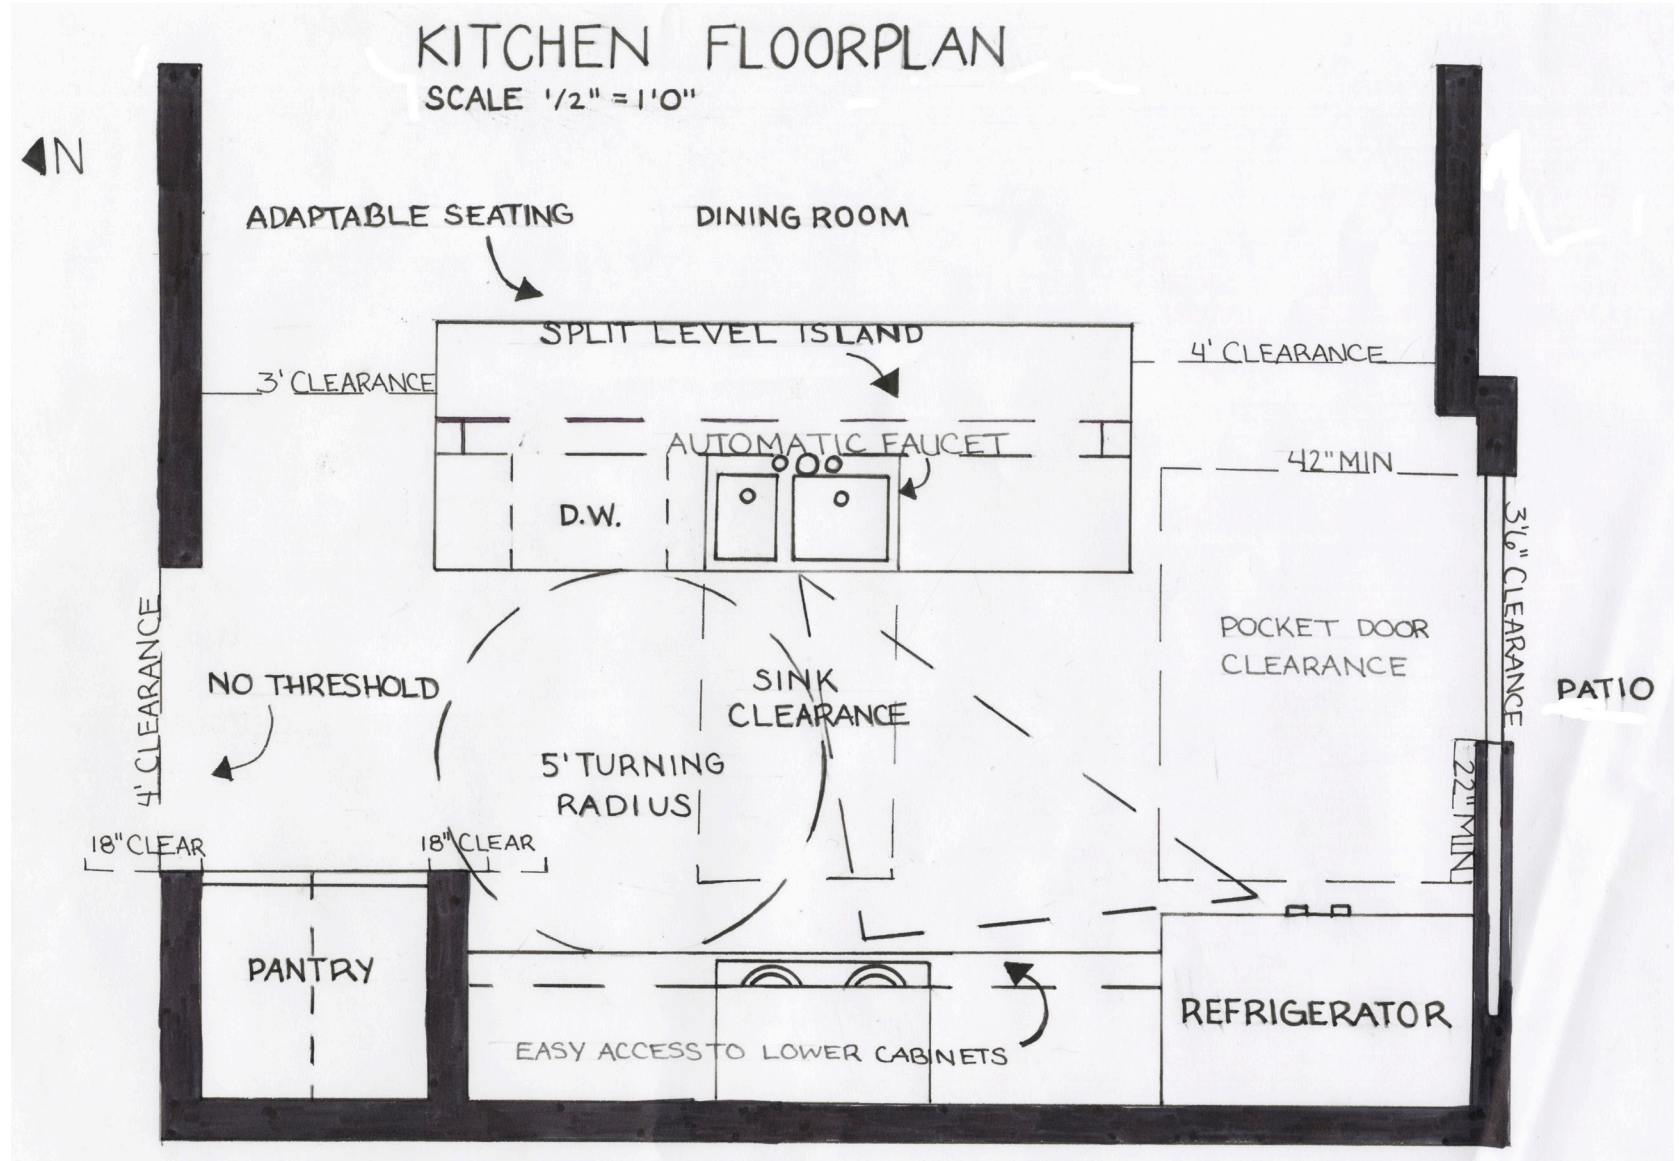 KITCHEN FLOORPLAN
SCALE 1/2" = 1'0"
N
ADAPTABLE SEATING
DINING ROOM
SPLIT LEVEL ISLAND
4' CLEARANCE
3' CLEARANCE
AUTOMATIC FAUCET
42" MIN
D.W.
3'6" CLEARANCE
POCKET DOOR
CLEARANCE
4' CLEARANCE
NO THRESHOLD
SINK
CLEARANCE
PATIO
5' TURNING
RADIUS
22" MIN
18" CLEAR
18" CLEAR
PANTRY
REFRIGERATOR
EASY ACCESS TO LOWER CABINETS